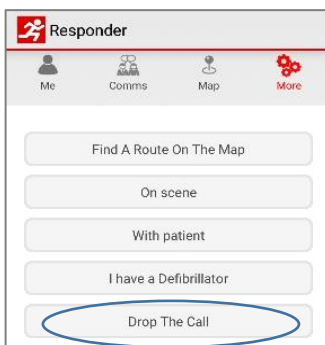 Responder
Me Comms Map More
Find A Route On The Map
On scene
With patient
I have a Defibrillator
Drop The Call